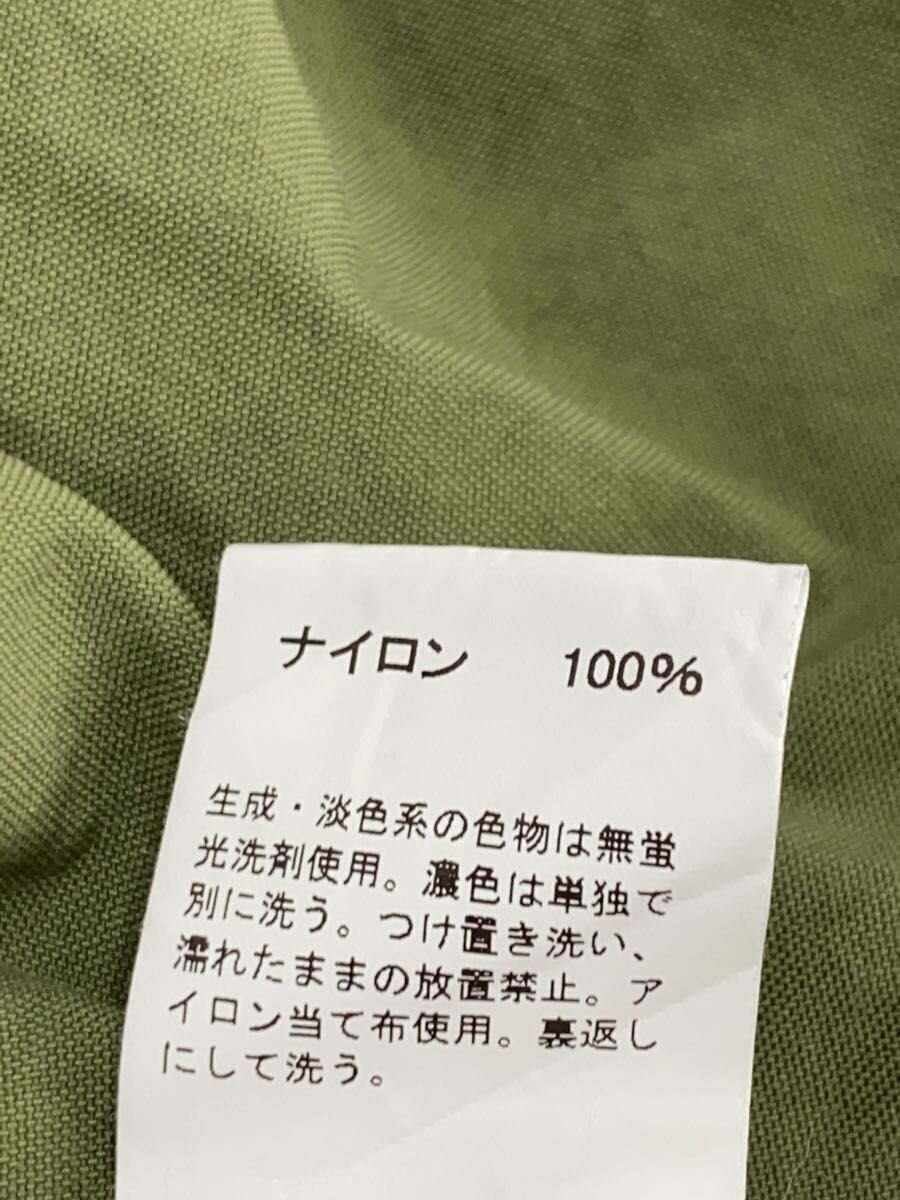 ナイロン 100%
生成・淡色系の色物は無蛍
光洗剤使用。濃色は単独で
別に洗う。つけ置き洗い、
濡れたままの放置禁止。ア
イロン当て布使用。裏返し
にして洗う。